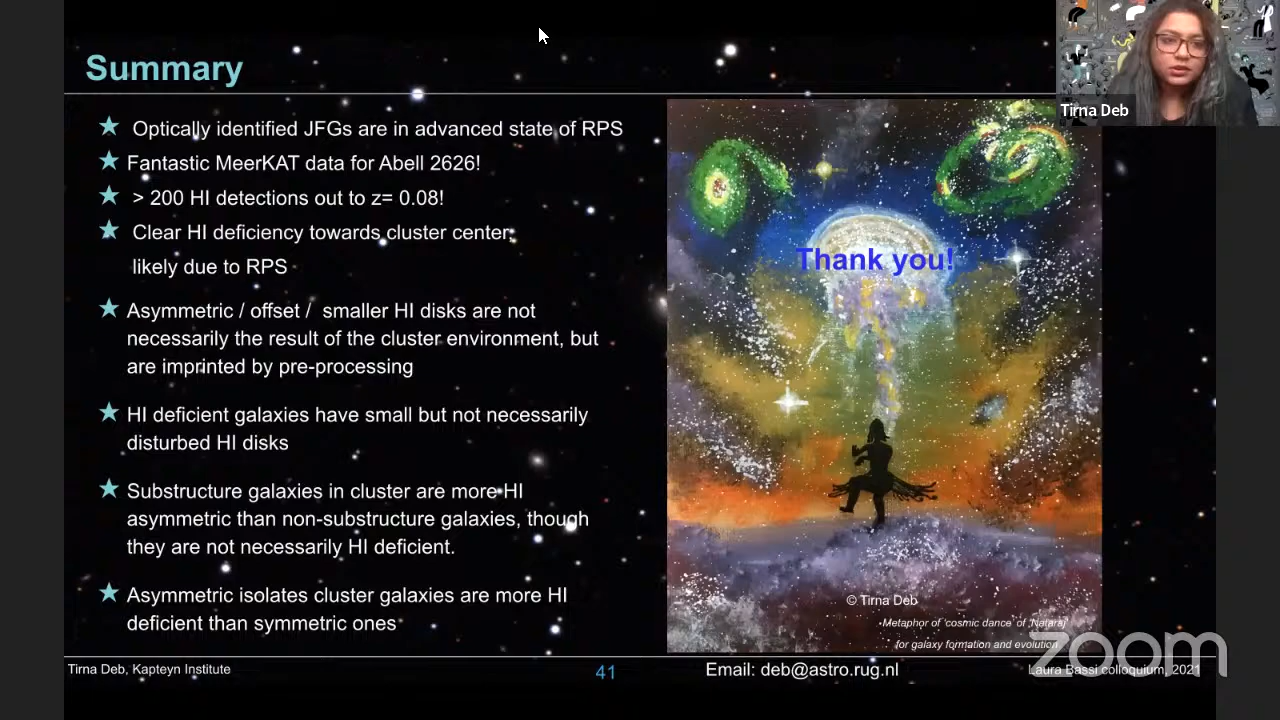 Summary
Tirna Deb
Optically identified JFGs are in advanced state of RPS
Fantastic MeerKAT data for Abell 2626!
> 200 HI detections out to z= 0.08!
Clear HI deficiency towards cluster center,
likely due to RPS
Asymmetric / offset / smaller HI disks are not
necessarily the result of the cluster environment, but
are imprinted by pre-processing
HI deficient galaxies have small but not necessarily
disturbed HI disks
Substructure galaxies in cluster are more HI
asymmetric than non-substructure galaxies, though
they are not necessarily HI deficient.
Asymmetric isolates cluster galaxies are more HI
deficient than symmetric ones
Thank you!
© Tirna Deb
Metaphor of 'cosmic dance' of 'Nataraj'
for galaxy formation and evolution
zoom
Tirna Deb, Kapteyn Institute
41
Email: deb@astro.rug.nl
Laura Bassi colloquium, 2021